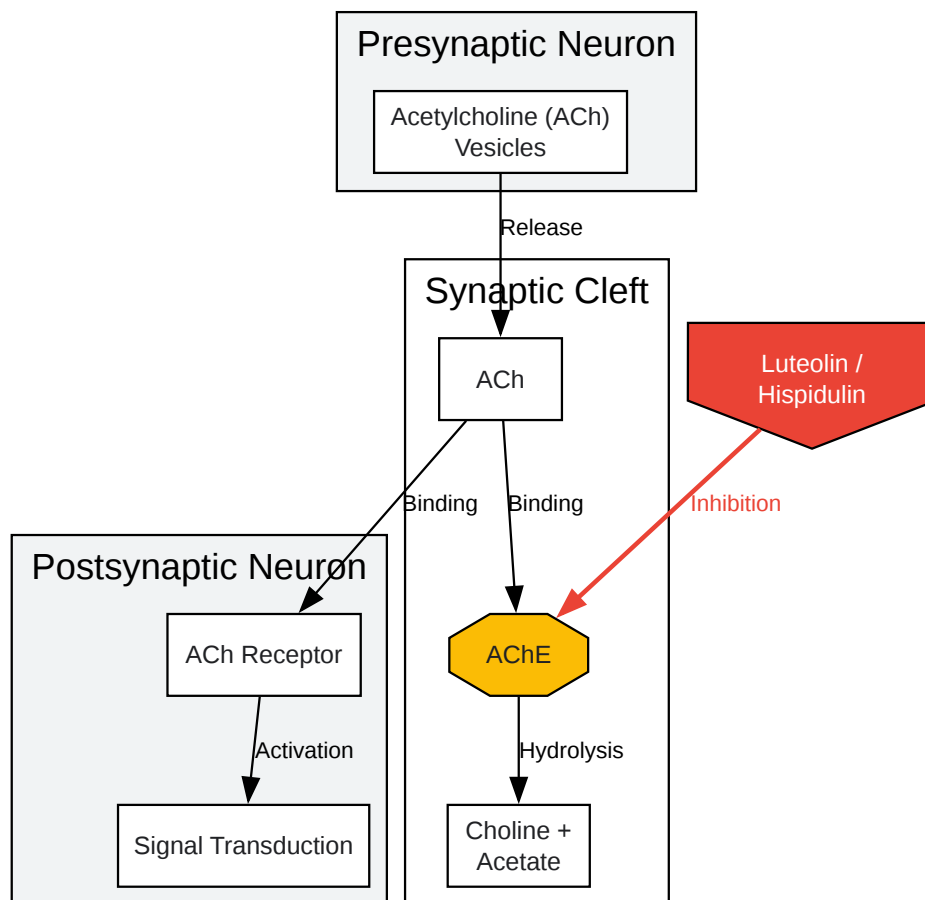 Presynaptic Neuron
Acetylcholine (ACh)
Vesicles
Release
Synaptic Cleft
ACh
Luteolin /
Hispidulin
Binding
Binding
Inhibition
Postsynaptic Neuron
ACh Receptor
AChE
Activation
Hydrolysis
Signal Transduction
Choline +
Acetate